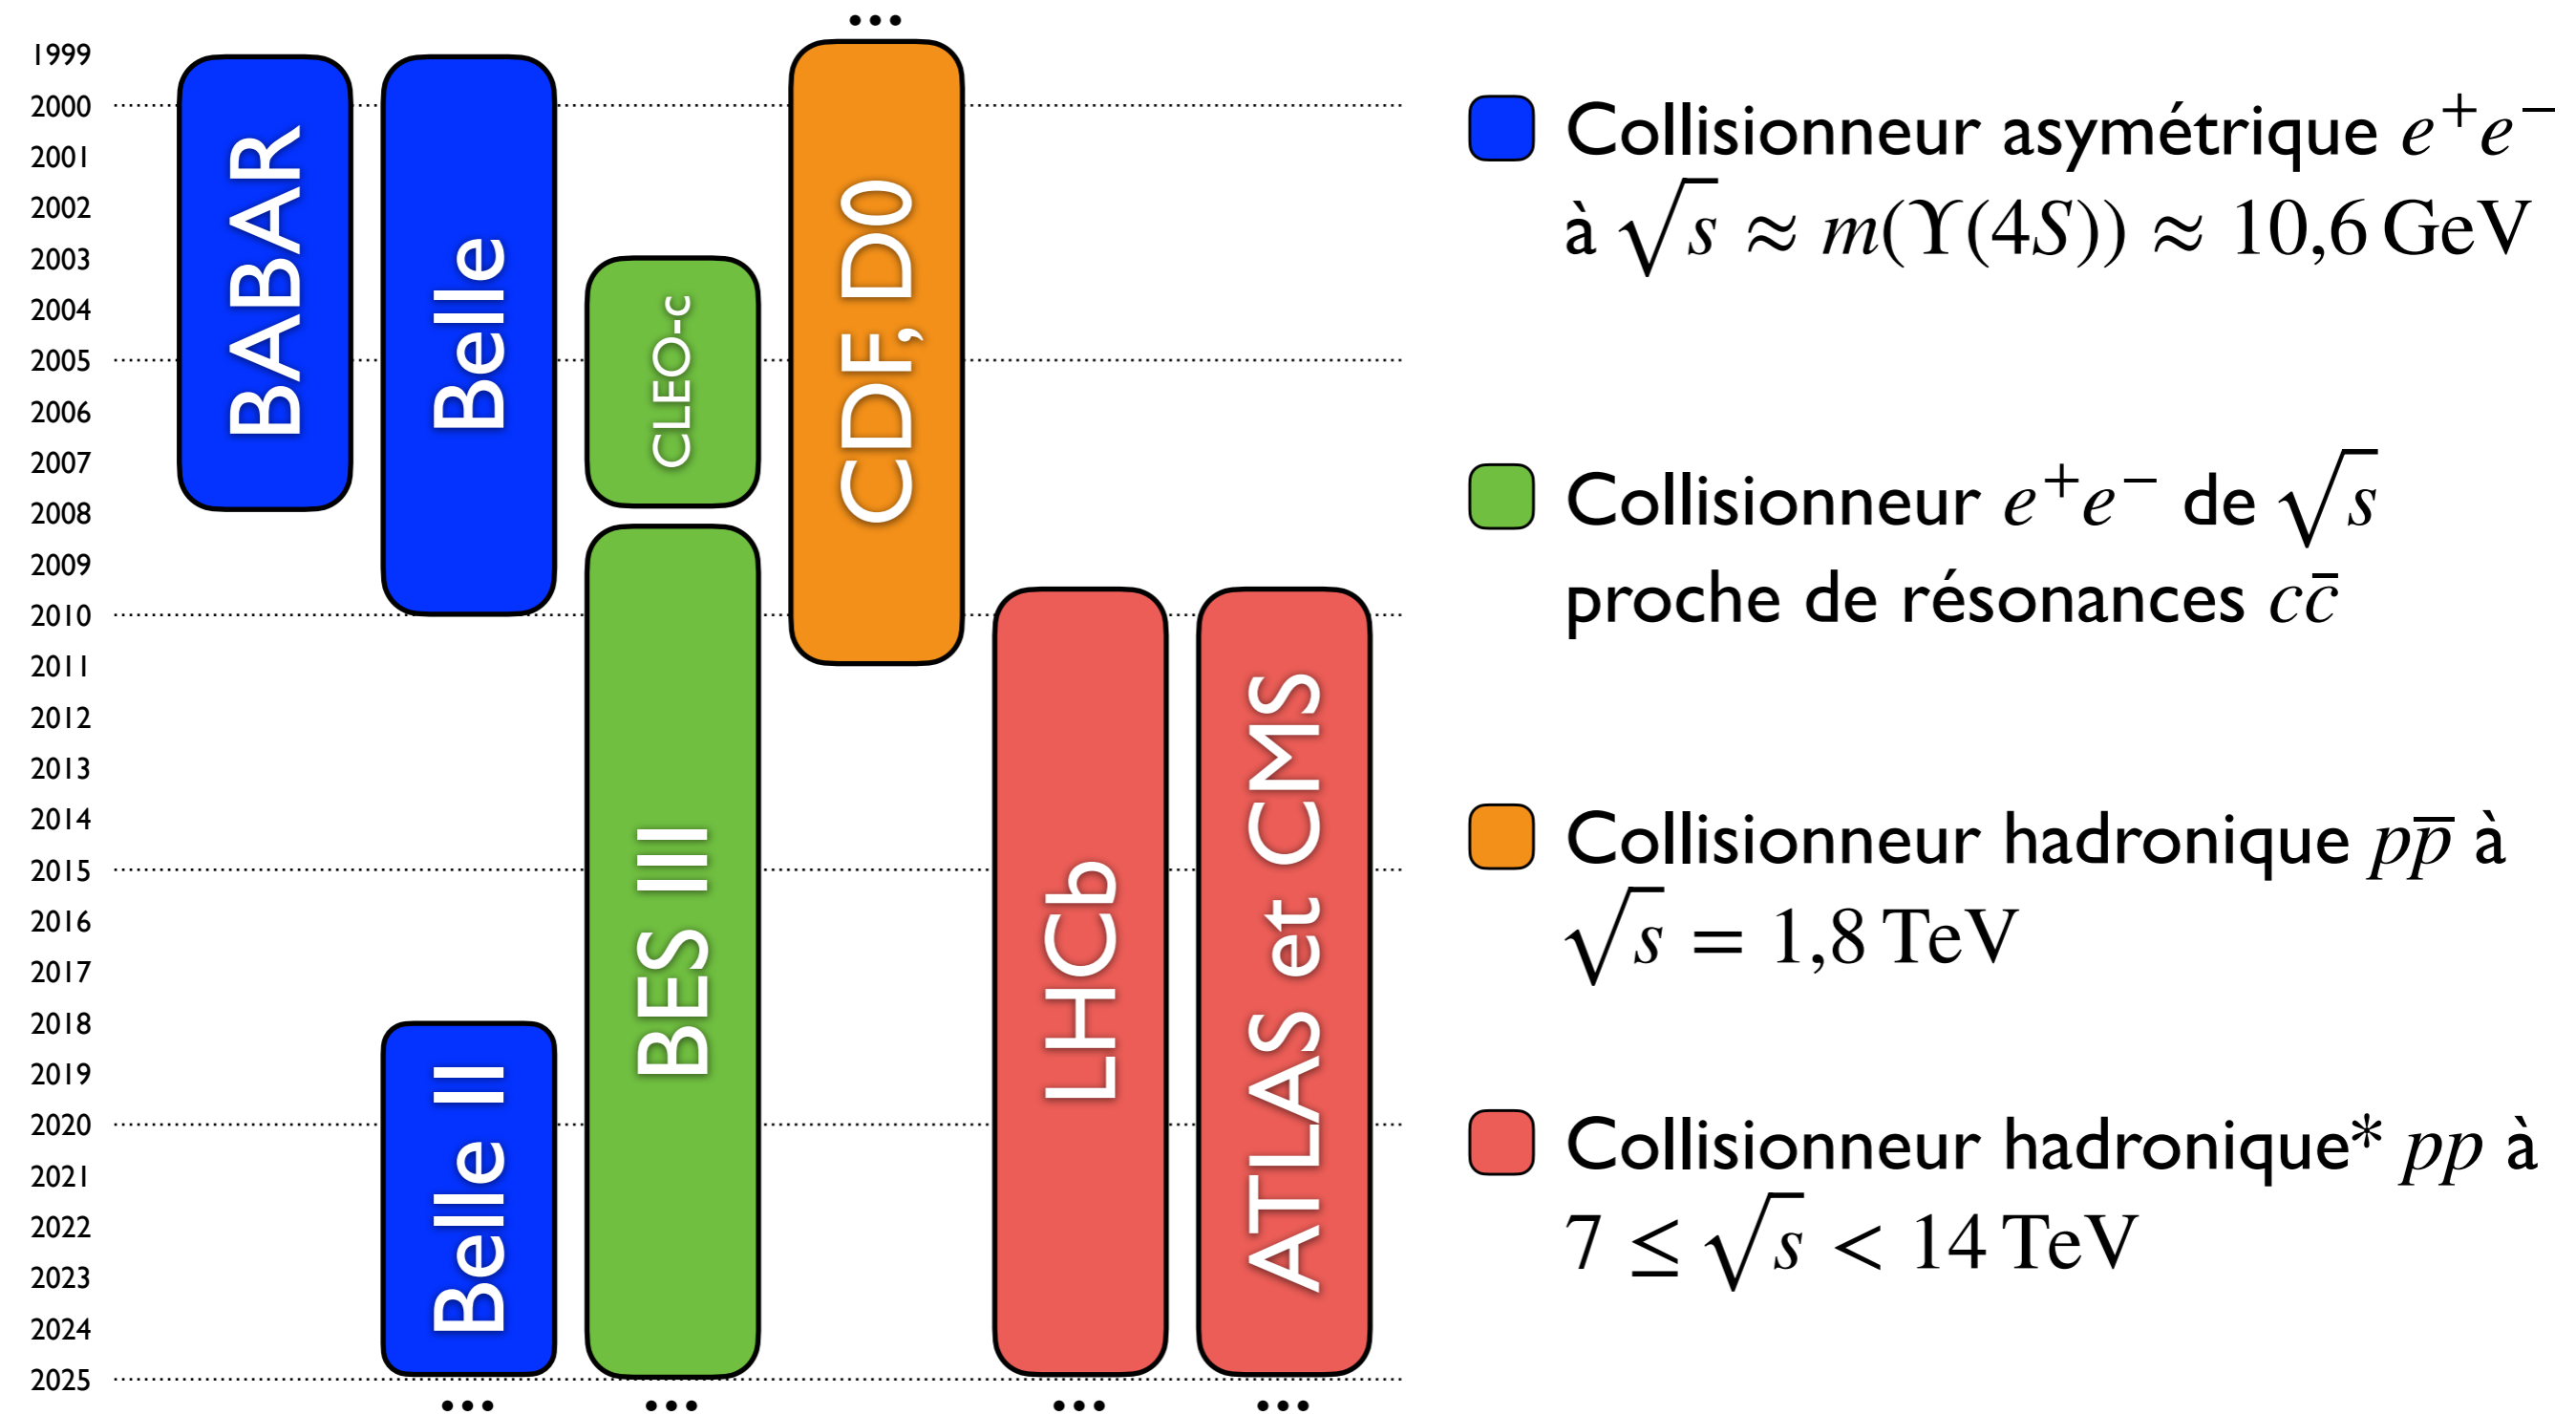 •••
1999
2000
2001
2002
2003
2004
2005
2006
2007
2008
2009
2010
2011
2012
2013
2014
2015
2016
2017
2018
2019
2020
2021
2022
2023
2024
2025
BABAR
Belle
Belle II
CLEO-c
BES III
CDF, D0
LHCb
ATLAS et CMS
••• ••• ••• •••
Collisionneur asymétrique e⁺e⁻
à √s ≈ m(ϒ(4S)) ≈ 10,6 GeV
Collisionneur e⁺e⁻ de √s
proche de résonances cc̄
Collisionneur hadronique pp̄ à
√s = 1,8 TeV
Collisionneur hadronique* pp à
7 ≤ √s < 14 TeV